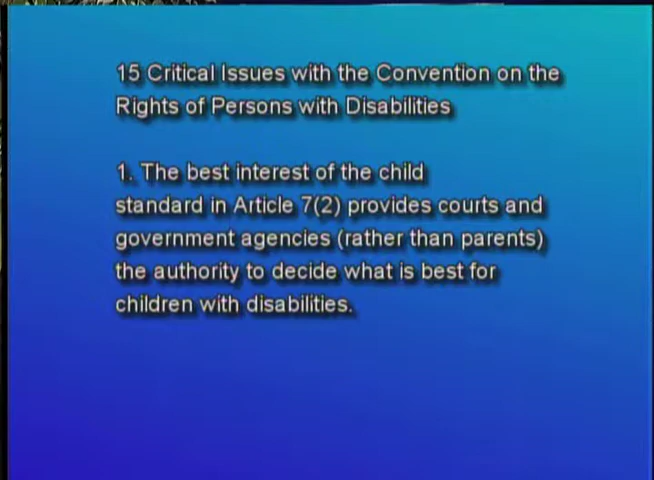 15 Critical Issues with the Convention on the
Rights of Persons with Disabilities
1. The best interest of the child
standard in Article 7(2) provides courts and
government agencies (rather than parents)
the authority to decide what is best for
children with disabilities.